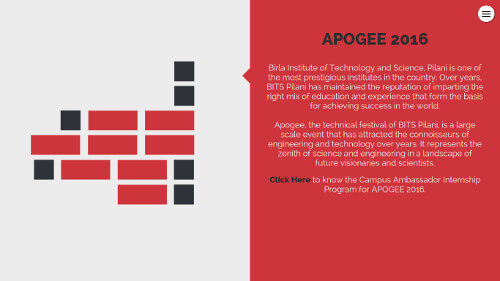 APOGEE 2016
Birla Institute of Technology and Science, Pilani is one of
the most prestigious institutes in the country. Over years,
BITS Pilani has maintained the reputation of imparting the
right mix of education and experience that form the basis
for achieving success in the world.
Apogee, the technical festival of BITS Pilani, is a large
scale event that has attracted the connoisseurs of
engineering and technology over years. It represents the
zenith of science and engineering in a landscape of
future visionaries and scientists.
Click Here to know the Campus Ambassador Internship
Program for APOGEE 2016.